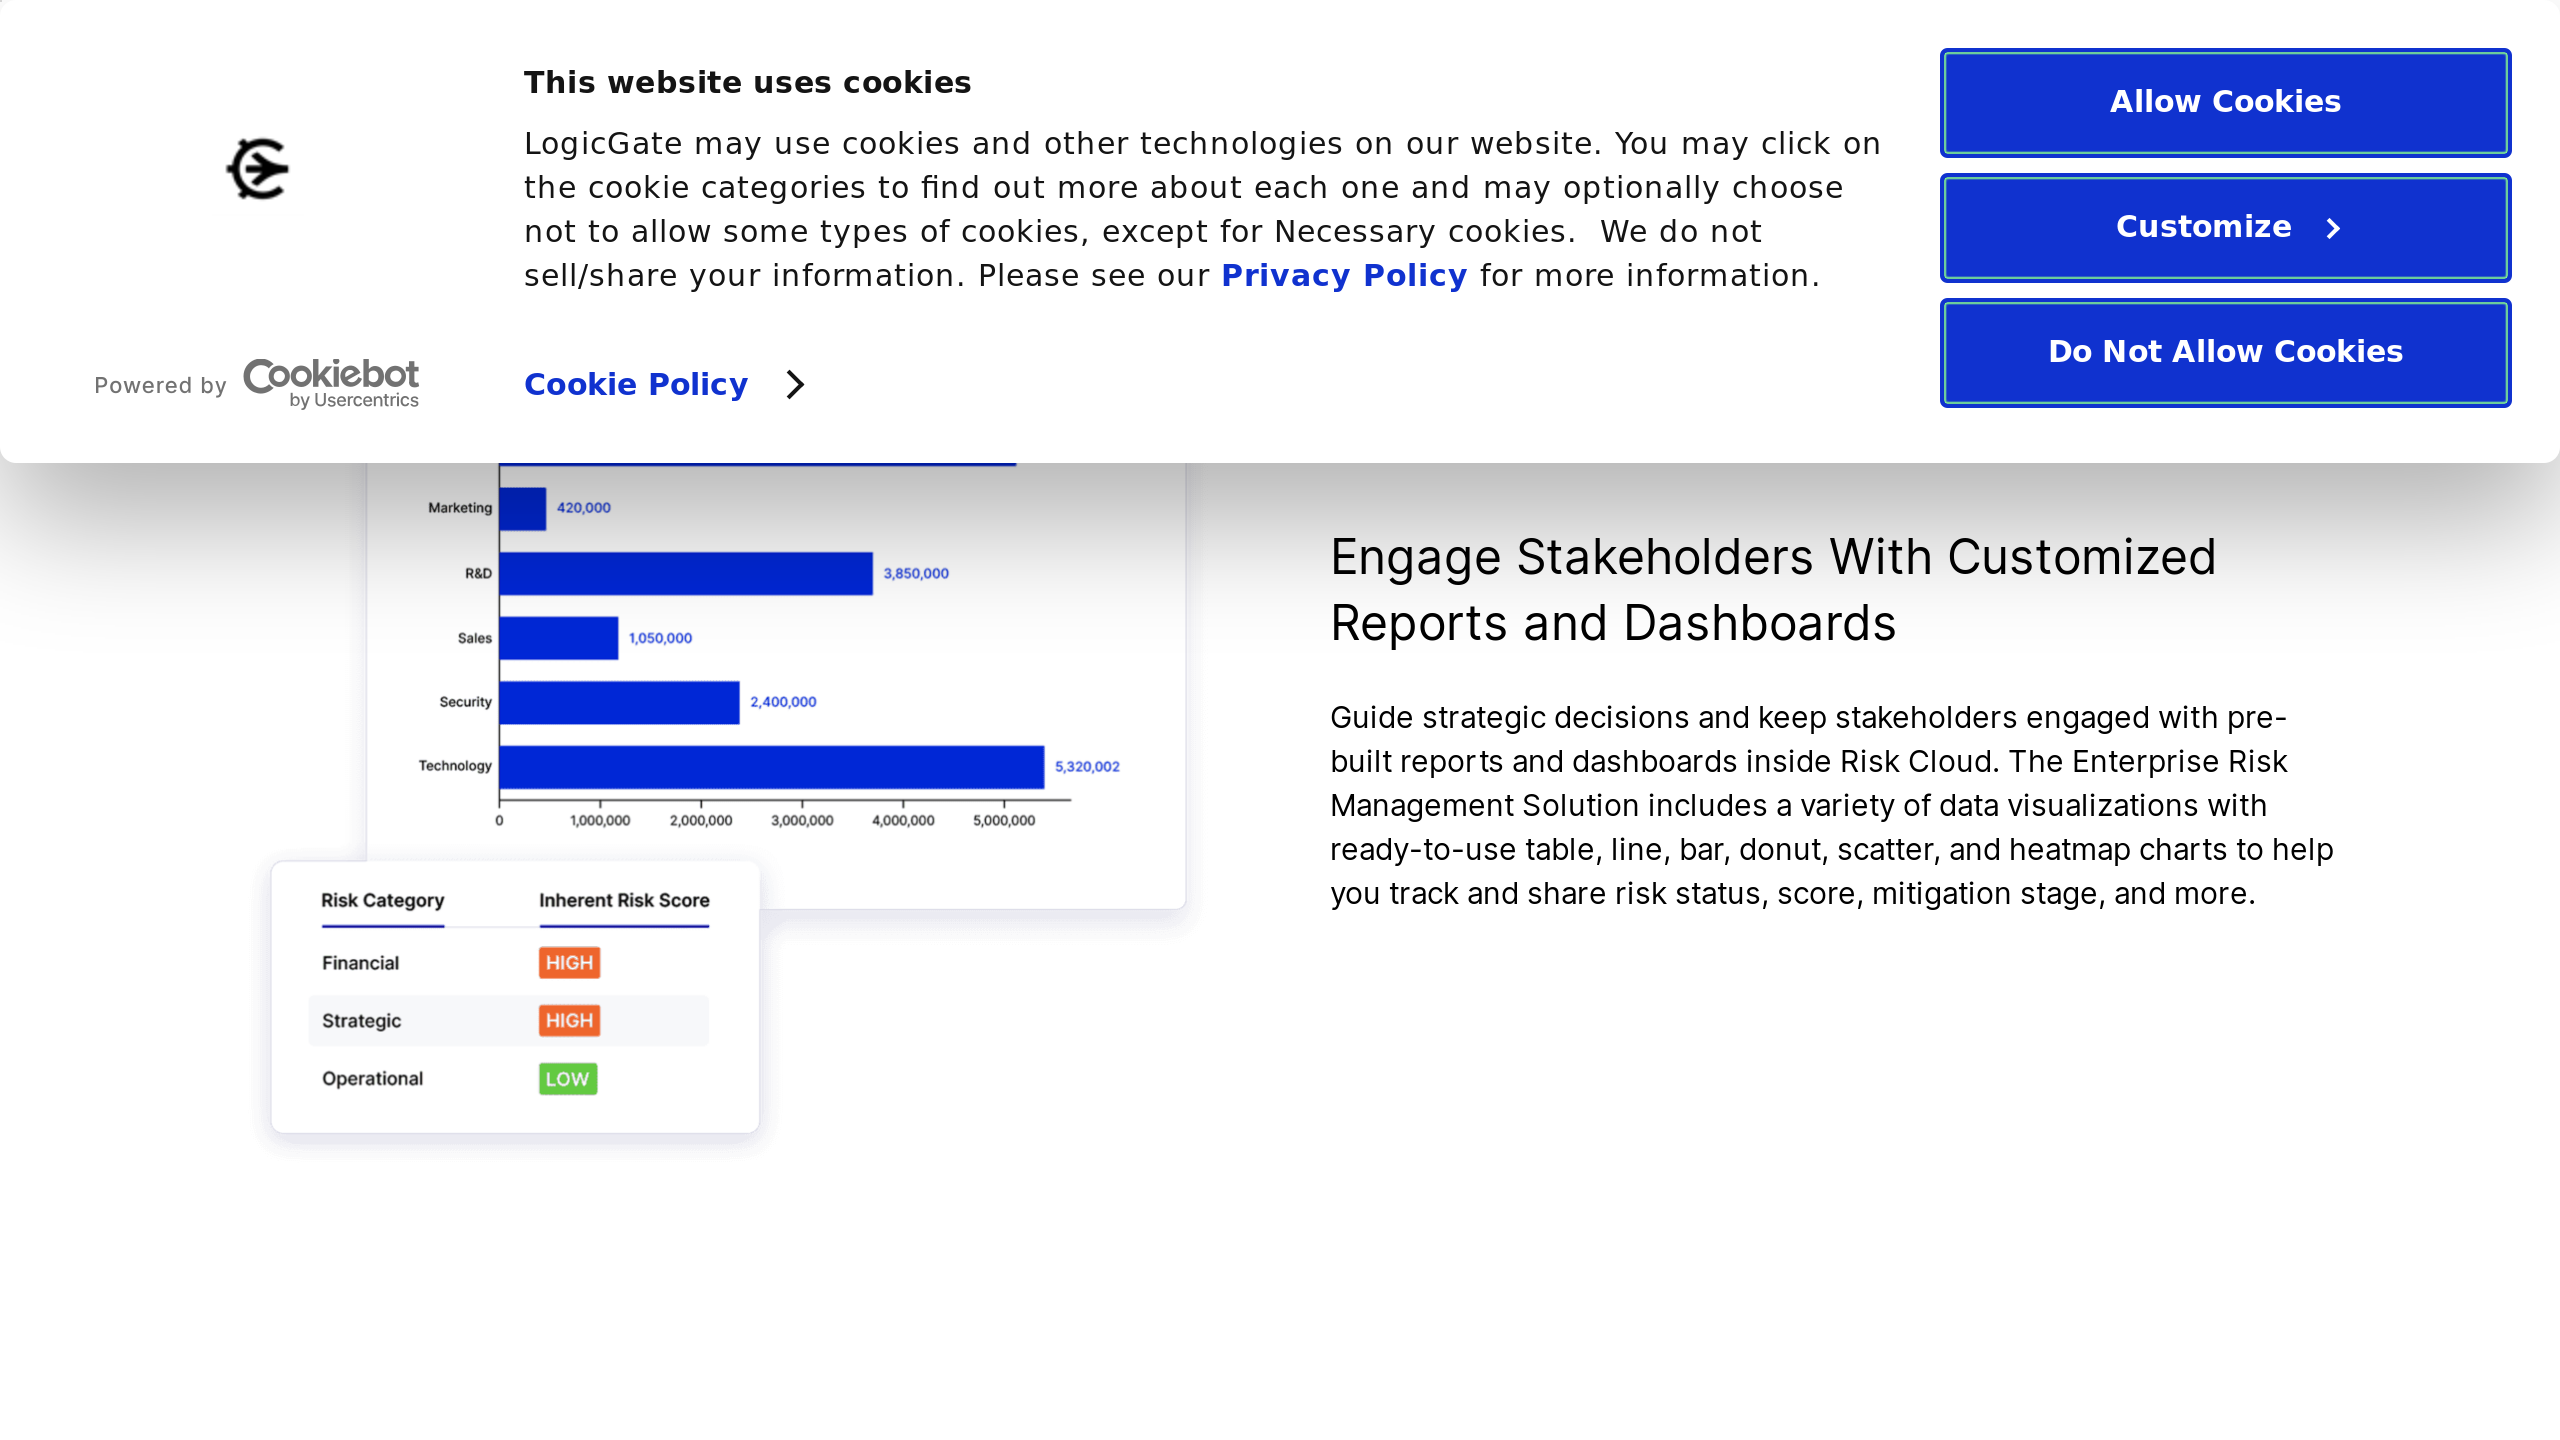 This website uses cookies
LogicGate may use cookies and other technologies on our website. You may click on
the cookie categories to find out more about each one and may optionally choose
not to allow some types of cookies, except for Necessary cookies.  We do not
sell/share your information. Please see our Privacy Policy for more information.
Powered by Cookiebot
by Usercentrics
Cookie Policy
Allow Cookies
Customize
Do Not Allow Cookies
Marketing 420,000
R&D 3,850,000
Sales 1,050,000
Security 2,400,000
Technology 5,320,002
0 1,000,000 2,000,000 3,000,000 4,000,000 5,000,000
Risk Category Inherent Risk Score
Financial HIGH
Strategic HIGH
Operational LOW
Engage Stakeholders With Customized
Reports and Dashboards
Guide strategic decisions and keep stakeholders engaged with pre-
built reports and dashboards inside Risk Cloud. The Enterprise Risk
Management Solution includes a variety of data visualizations with
ready-to-use table, line, bar, donut, scatter, and heatmap charts to help
you track and share risk status, score, mitigation stage, and more.